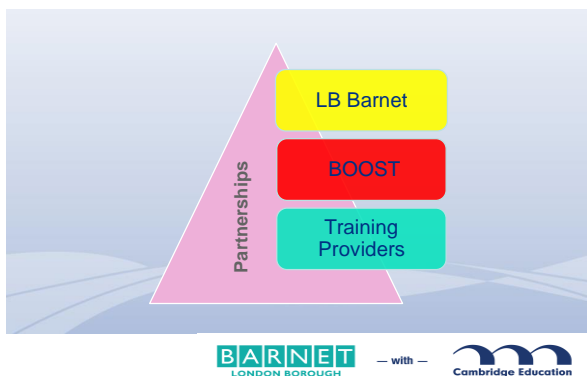 LB Barnet
BOOST
Training
Providers
Partnerships
BARNET
LONDON BOROUGH
— with —
Cambridge Education